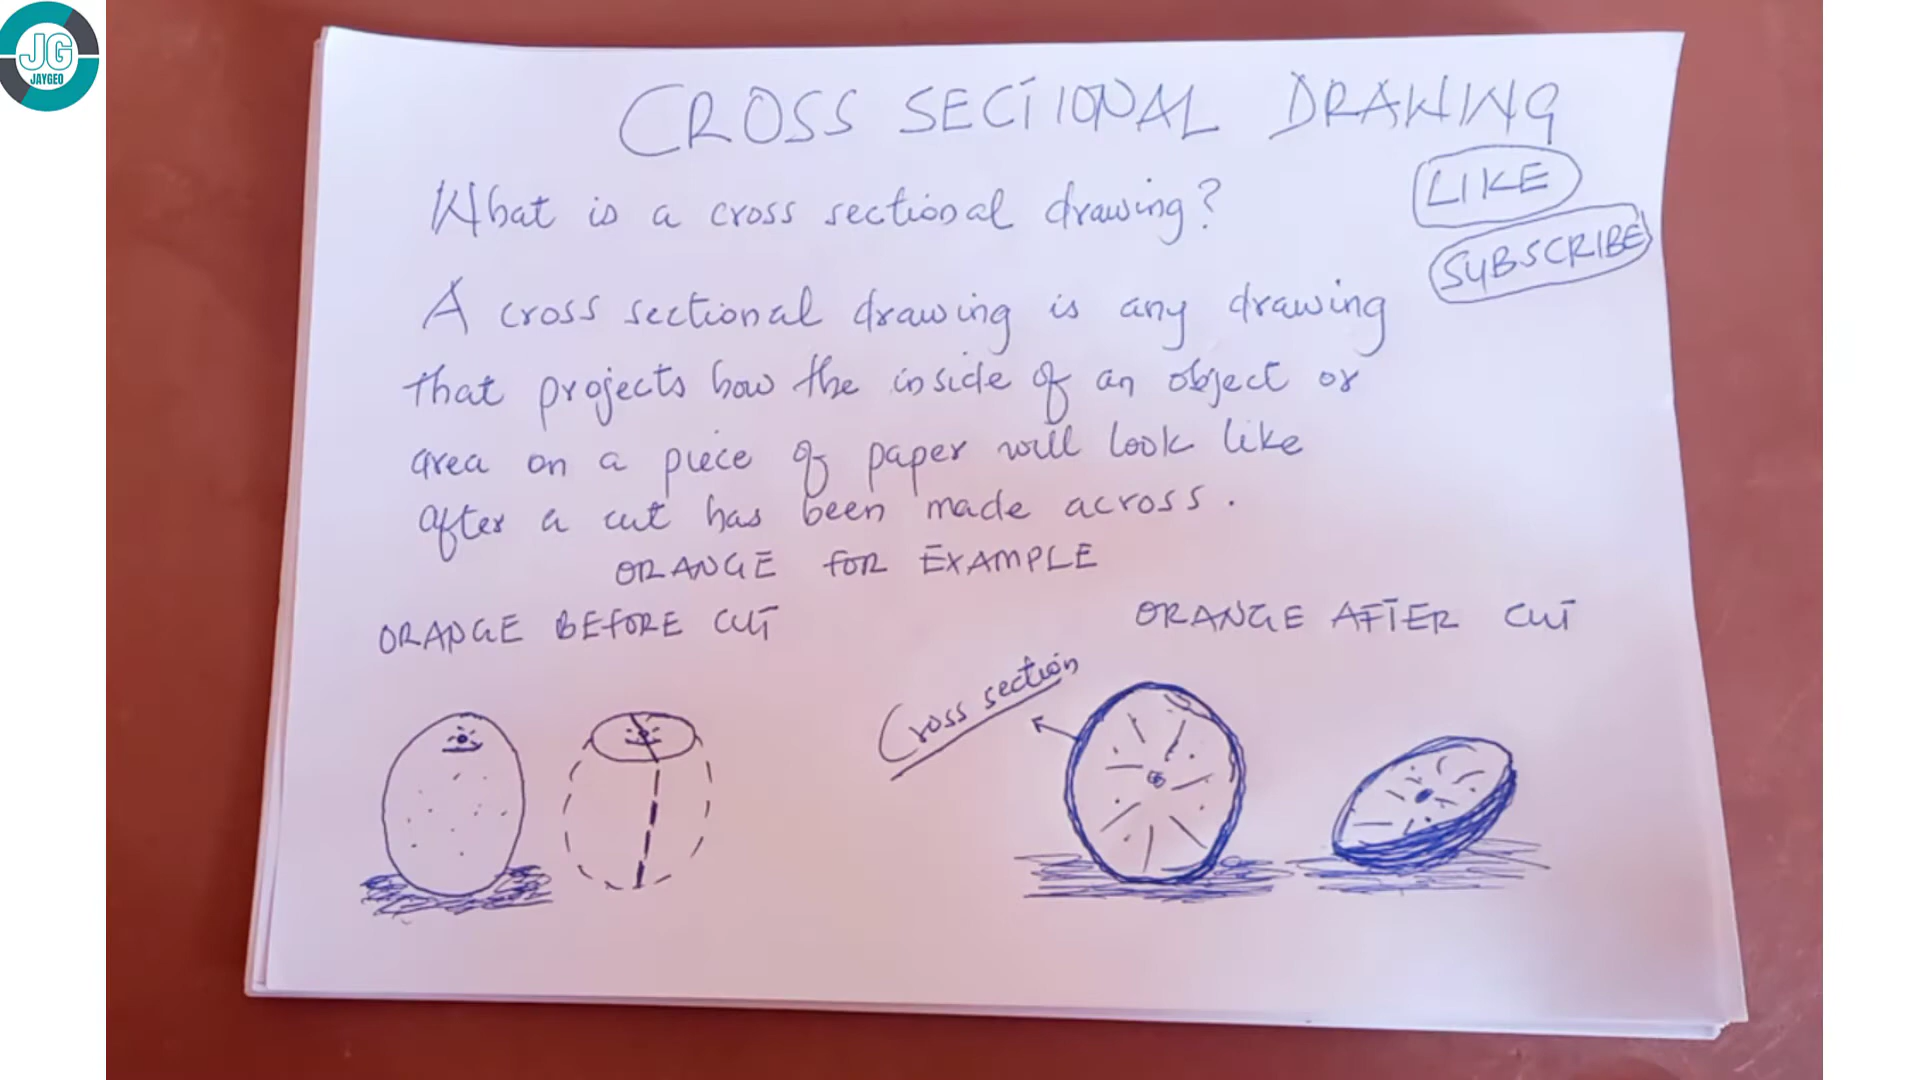 JG
JAYGEO
CROSS SECTIONAL DRAWING
LIKE
What is a cross sectional drawing?
SUBSCRIBE
A cross sectional drawing is any drawing
that projects how the inside of an object or
area on a piece of paper will look like
after a cut has been made across.
ORANGE FOR EXAMPLE
ORANGE BEFORE CUT
ORANGE AFTER CUT
Cross section